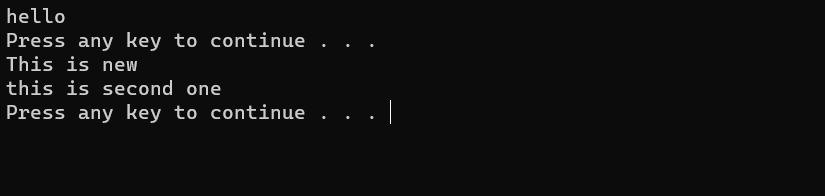 hello
Press any key to continue . . .
This is new
this is second one
Press any key to continue . . .